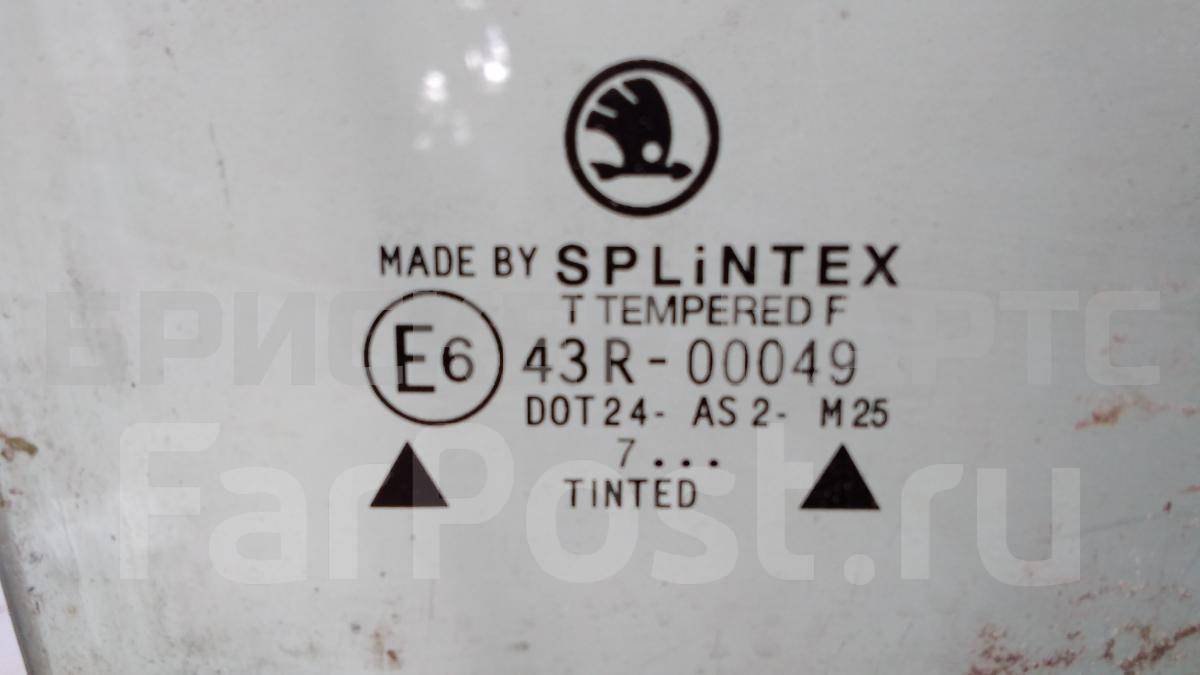 MADE BY SPLiNTEX
T TEMPERED F
E6 43R-00049
DOT24- AS2- M25
7...
TINTED
FarPost.ru